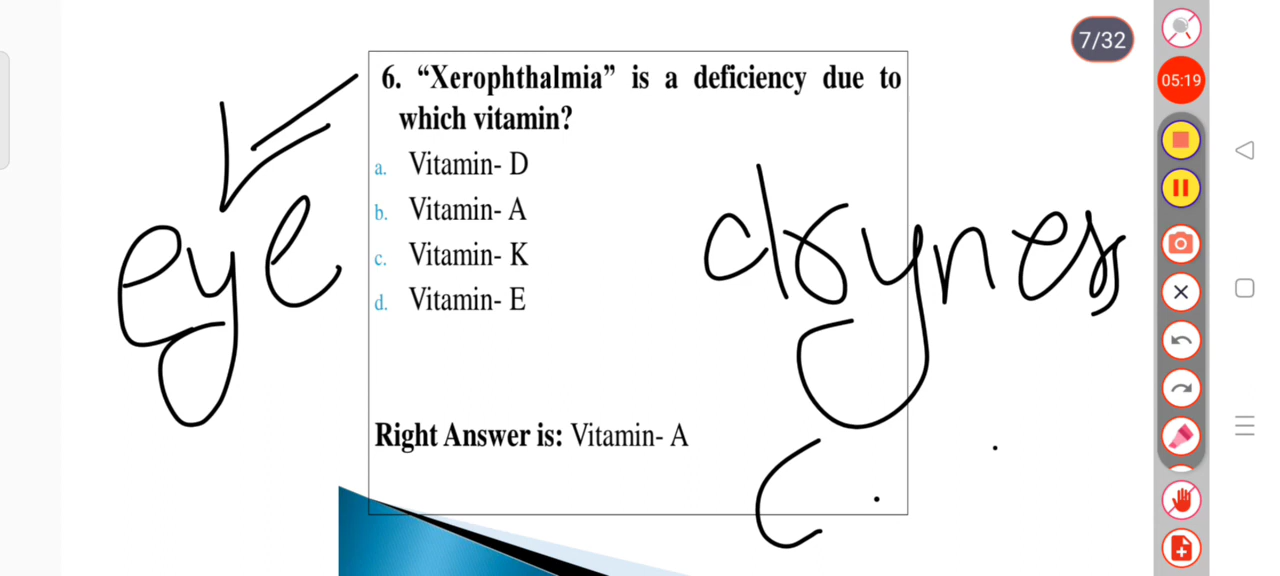 7/32
05:19
6. “Xerophthalmia” is a deficiency due to
which vitamin?
a. Vitamin- D
b. Vitamin- A
c. Vitamin- K
d. Vitamin- E
eye
dryness
Right Answer is: Vitamin- A